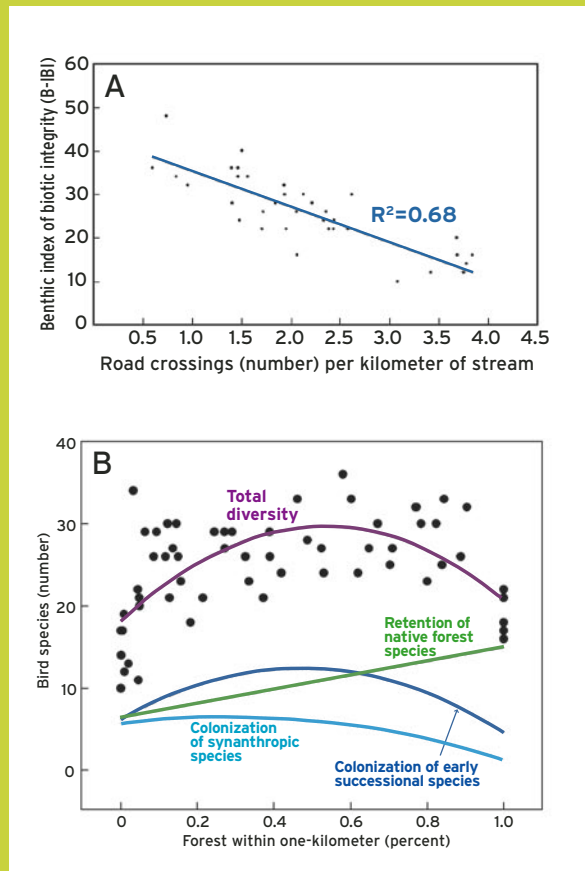 A
60
50
40
30
20
10
0
Benthic index of biotic integrity (B-IBI)
R²=0.68
0.5 1.0 1.5 2.0 2.5 3.0 3.5 4.0 4.5
Road crossings (number) per kilometer of stream
B
40
30
20
10
0
Bird species (number)
Total
diversity
Retention of
native forest
species
Colonization
of synanthropic
species
Colonization of early
successional species
0 0.2 0.4 0.6 0.8 1.0
Forest within one-kilometer (percent)